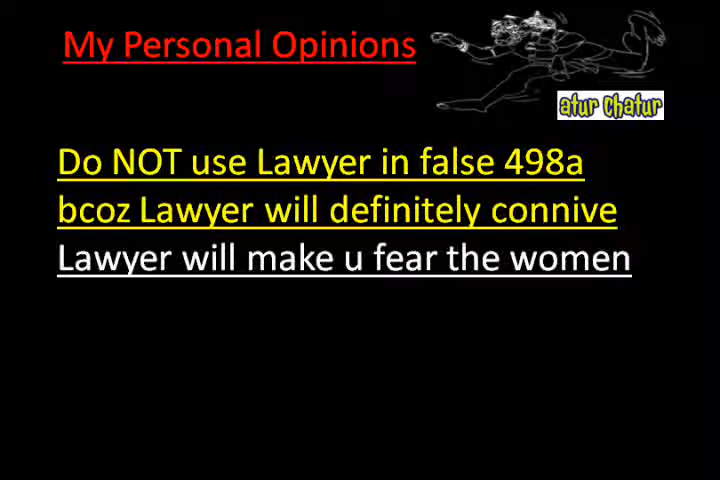 My Personal Opinions
atur Chatur
Do NOT use Lawyer in false 498a
bcoz Lawyer will definitely connive
Lawyer will make u fear the women